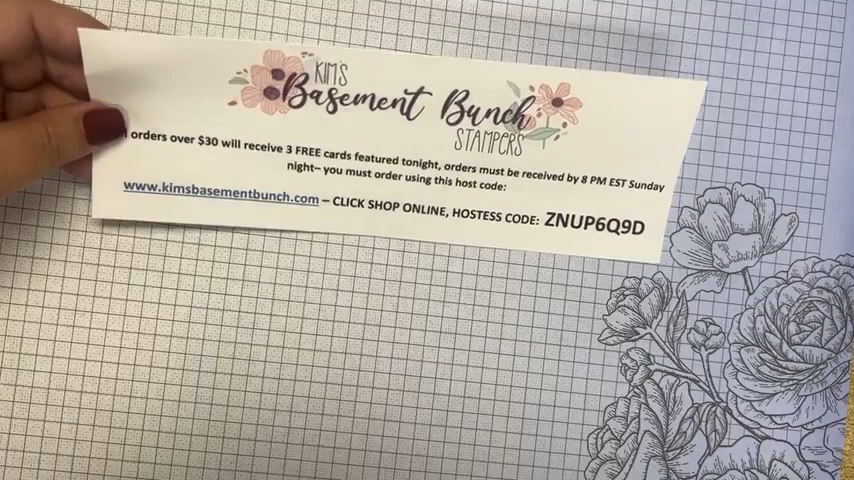 KIM'S
Basement Bunch
STAMPERS
orders over $30 will receive 3 FREE cards featured tonight, orders must be received by 8 PM EST Sunday
night– you must order using this host code:
www.kimsbasementbunch.com – CLICK SHOP ONLINE, HOSTESS CODE: ZNUP6Q9D